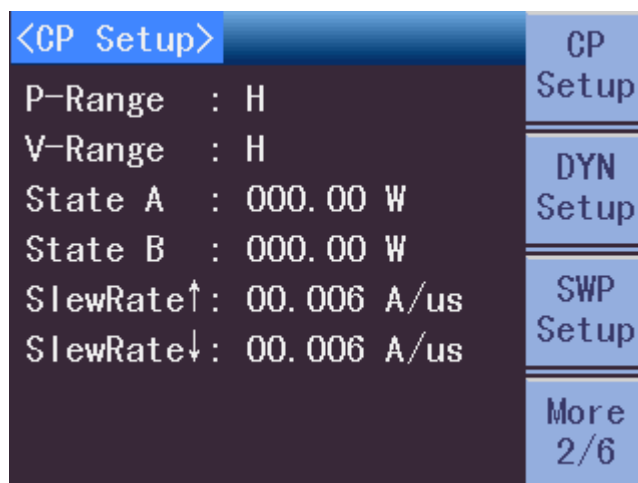 <CP Setup>
P-Range : H
V-Range : H
State A : 000.00 W
State B : 000.00 W
SlewRate↑: 00.006 A/us
SlewRate↓: 00.006 A/us
CP
Setup
DYN
Setup
SWP
Setup
More
2/6